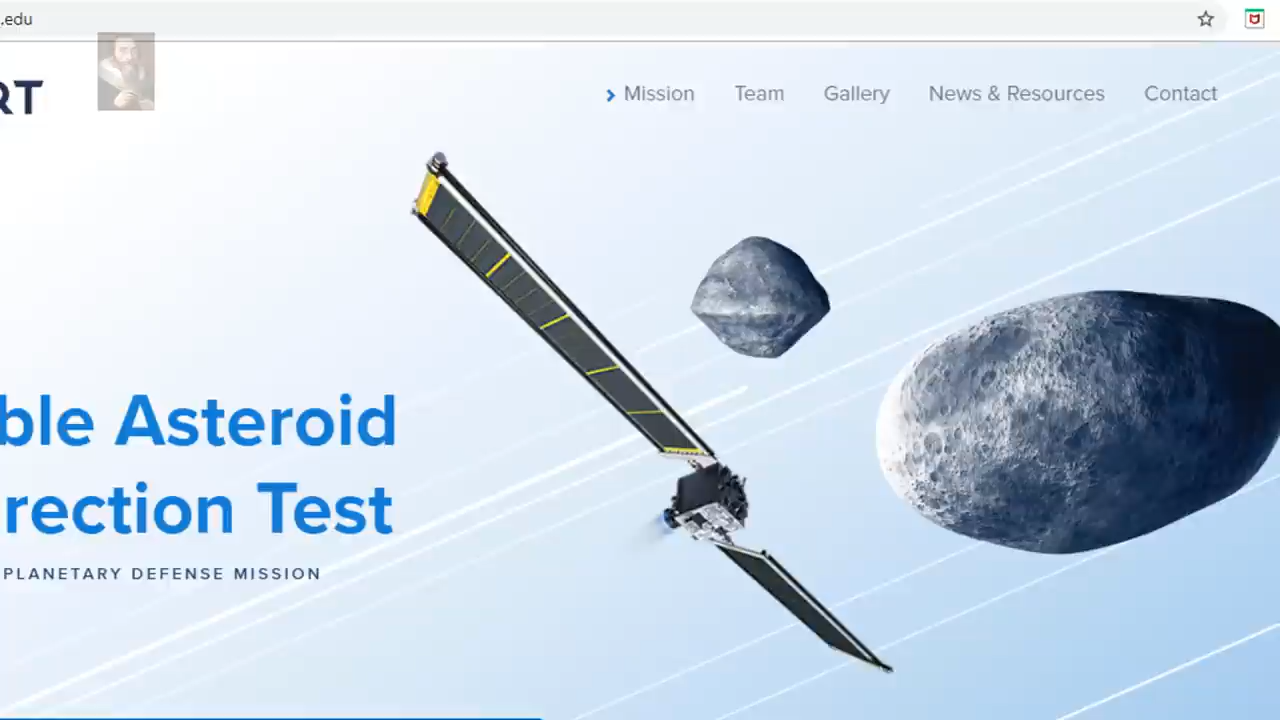 .edu
RT
Mission Team Gallery News & Resources Contact
ble Asteroid
rection Test
PLANETARY DEFENSE MISSION